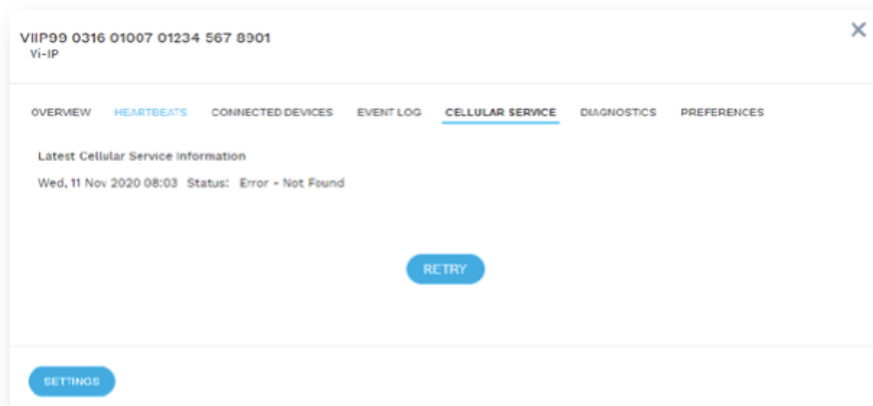 VIIP99 0316 01007 01234 567 8901
Vi-IP
OVERVIEW HEARTBEATS CONNECTED DEVICES EVENT LOG CELLULAR SERVICE DIAGNOSTICS PREFERENCES
Latest Cellular Service Information
Wed, 11 Nov 2020 08:03 Status: Error - Not Found
RETRY
SETTINGS